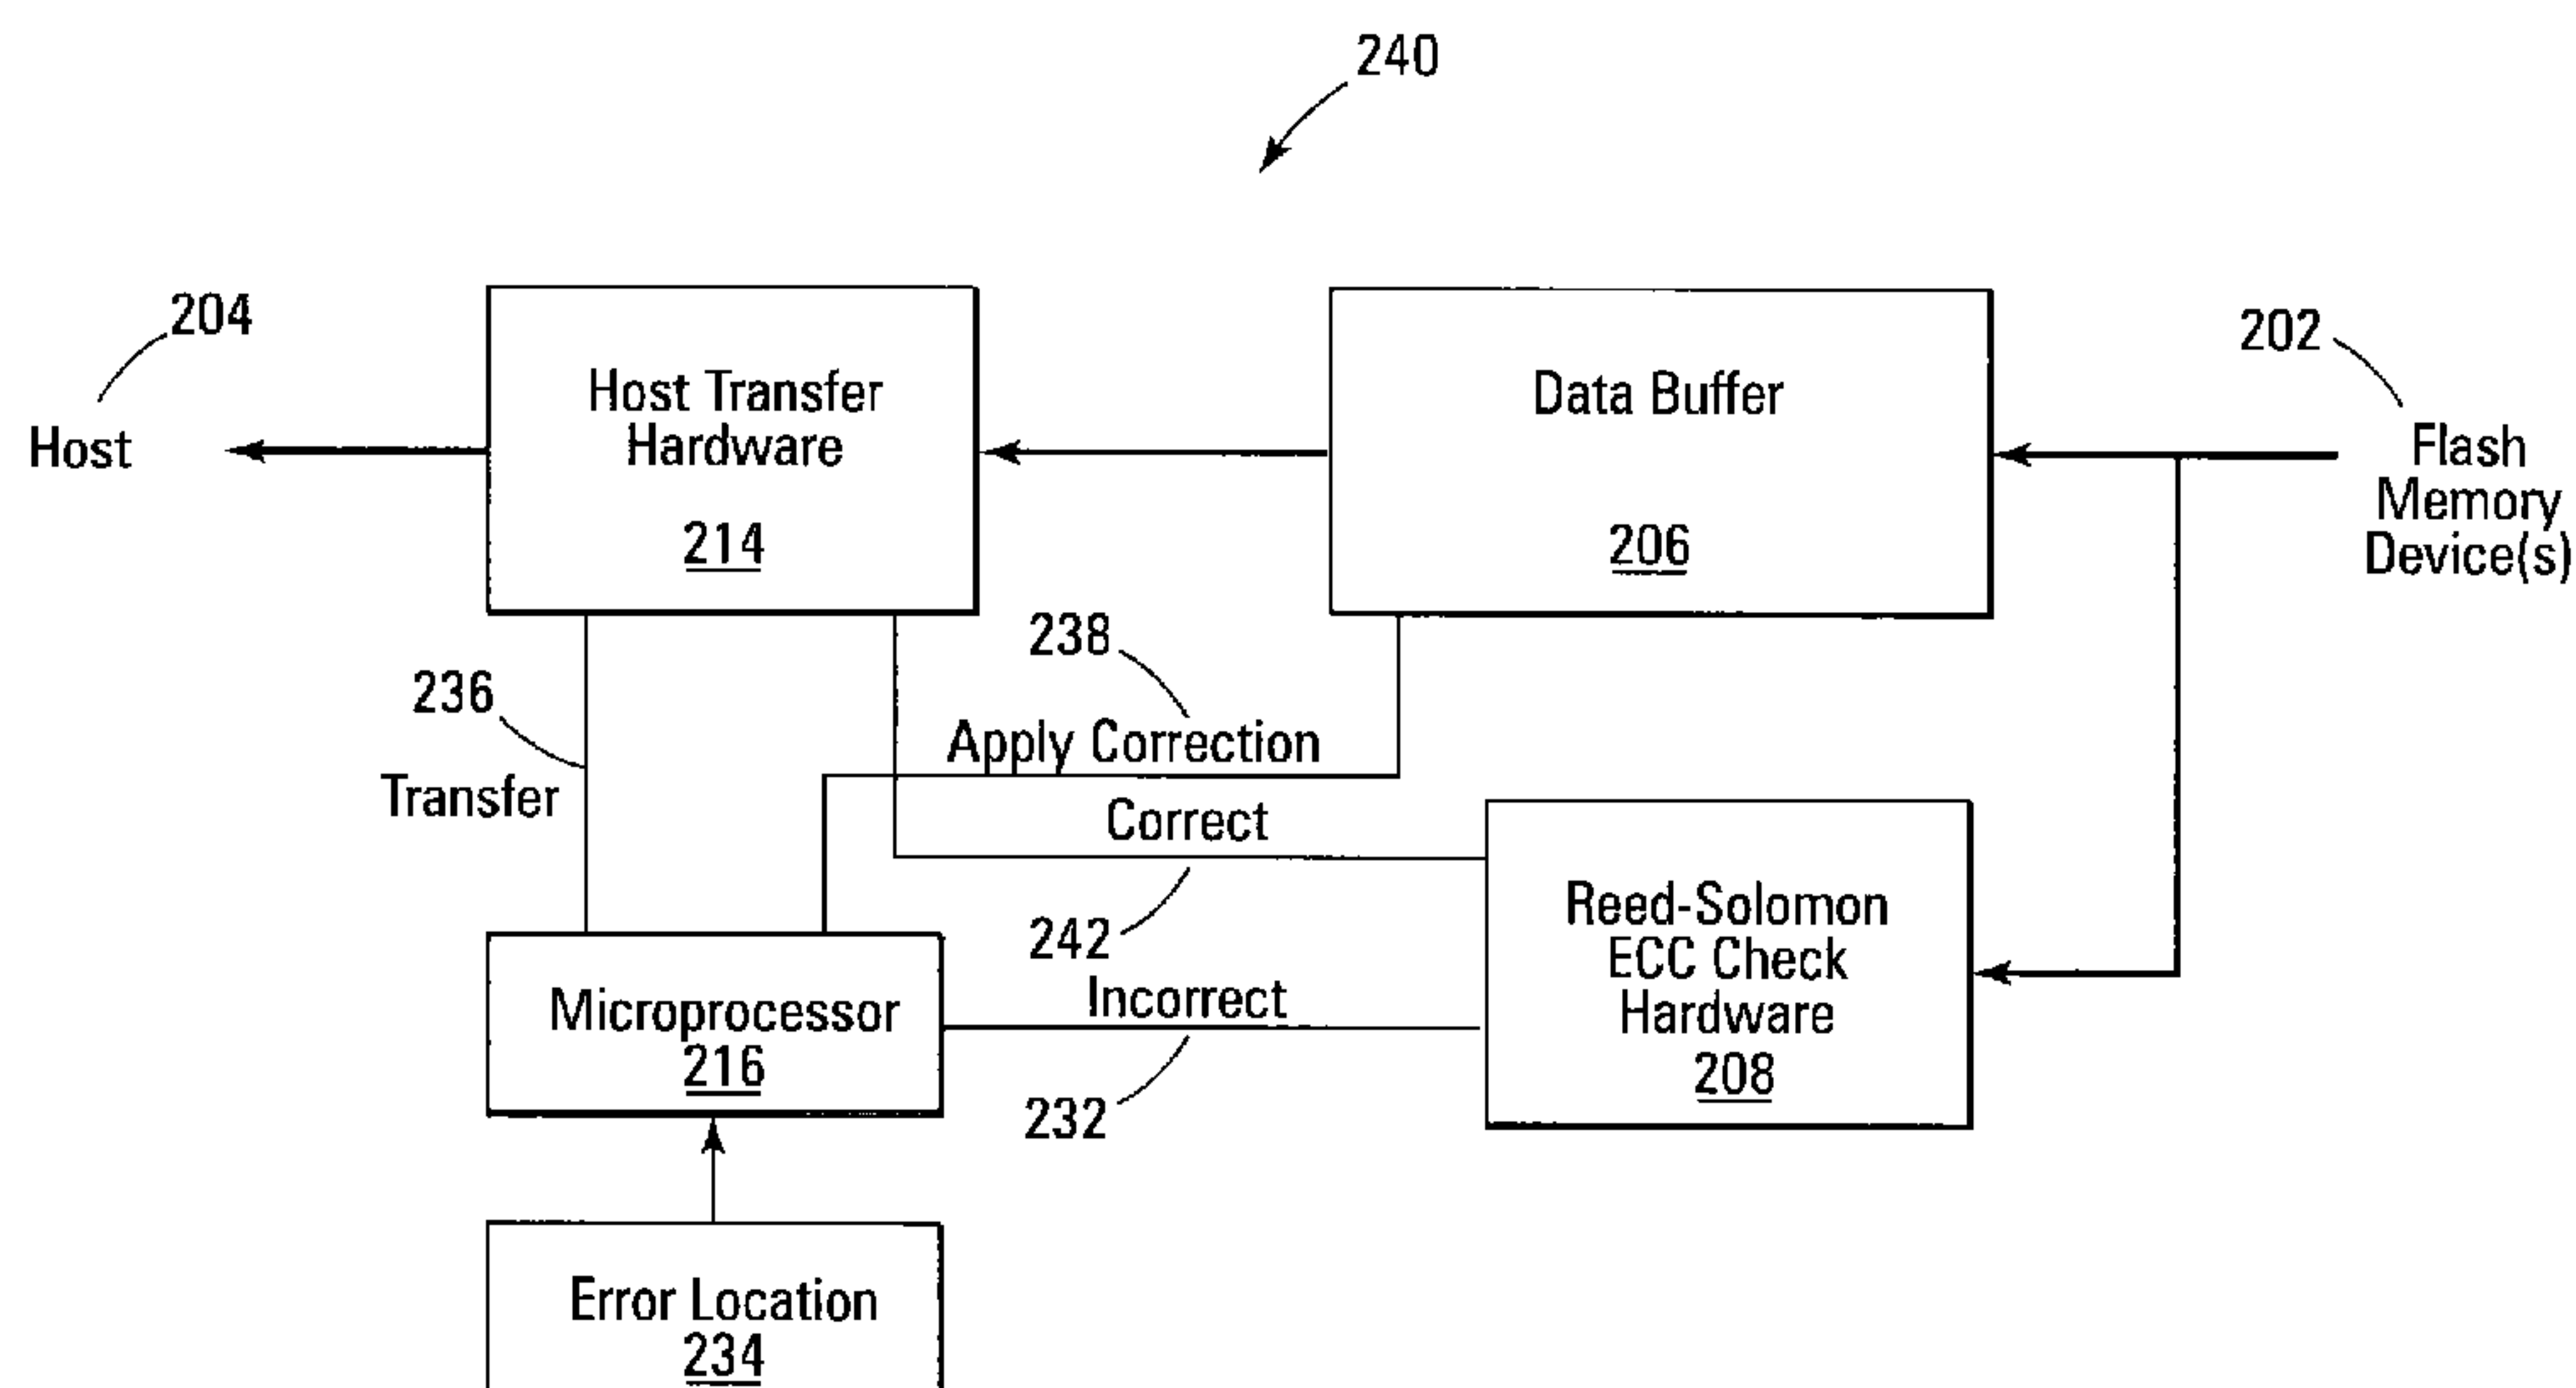 240
204
202
Host
Host Transfer
Hardware
214
Data Buffer
206
Flash
Memory
Device(s)
238
236
Apply Correction
Transfer
Correct
242
Incorrect
232
Reed-Solomon
ECC Check
Hardware
208
Microprocessor
216
Error Location
234